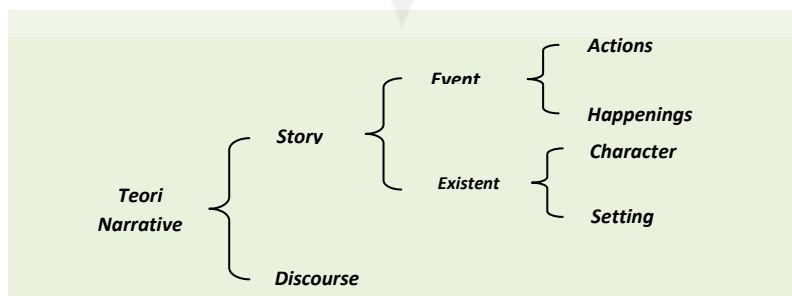 Actions
Event
Happenings
Story
Character
Existent
Teori
Narrative
Setting
Discourse